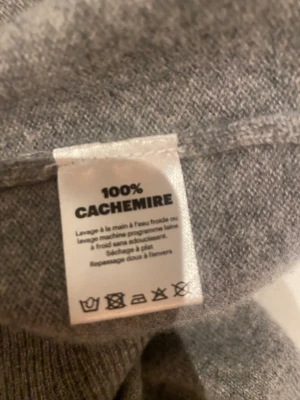 100%
CACHEMIRE
Lavage à la main à l'eau froide ou
lavage machine programme laine
à froid sans adoucissant.
Séchage à plat
Repassage doux à l'envers